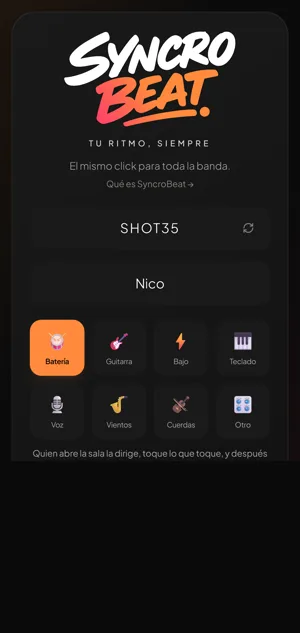 SYNCRO
BEAT.
TU RITMO, SIEMPRE
El mismo click para toda la banda.
Qué es SyncroBeat →
SHOT35
Nico
Batería
Guitarra
Bajo
Teclado
Voz
Vientos
Cuerdas
Otro
Quien abre la sala la dirige, toque lo que toque, y después